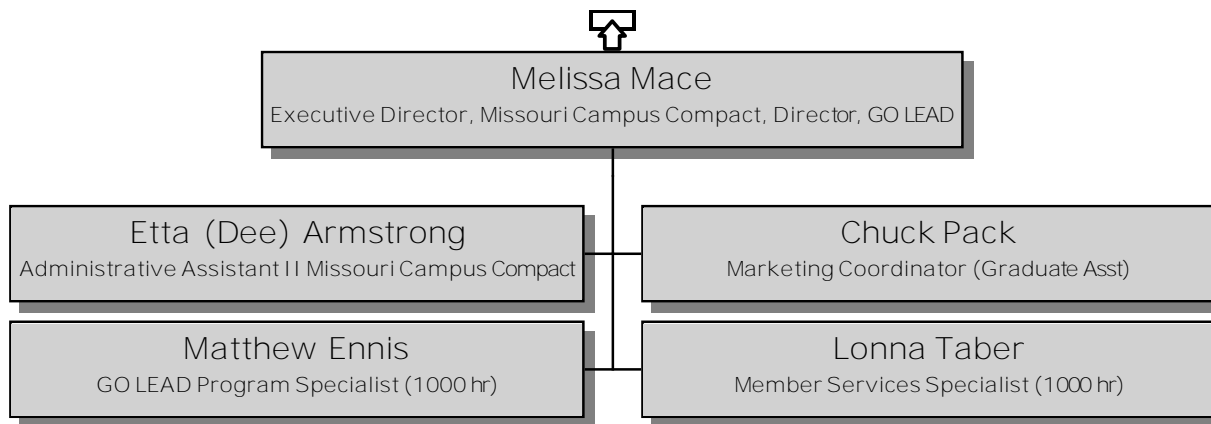 Melissa Mace
Executive Director, Missouri Campus Compact, Director, GO LEAD
Etta (Dee) Armstrong
Administrative Assistant II Missouri Campus Compact
Chuck Pack
Marketing Coordinator (Graduate Asst)
Matthew Ennis
GO LEAD Program Specialist (1000 hr)
Lonna Taber
Member Services Specialist (1000 hr)